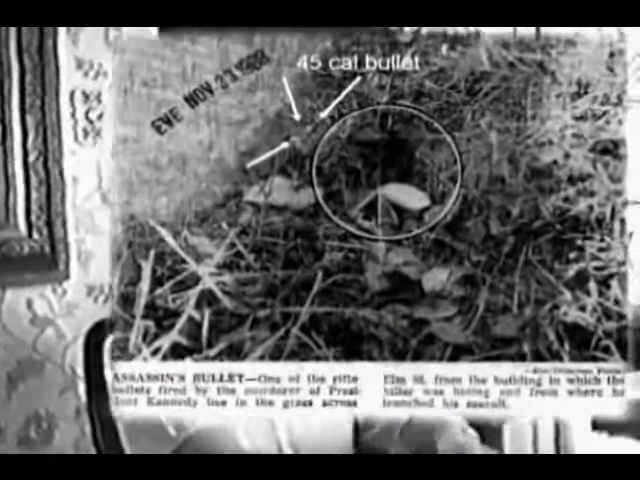 45 cal bullet
EVE NOV 23 1963
ASSASSIN'S BULLET—One of the rifle
bullets fired by the murderer of Presi-
dent Kennedy lies in the grass across
Elm St. from the building in which the
killer was hiding and from where he
launched his assault.